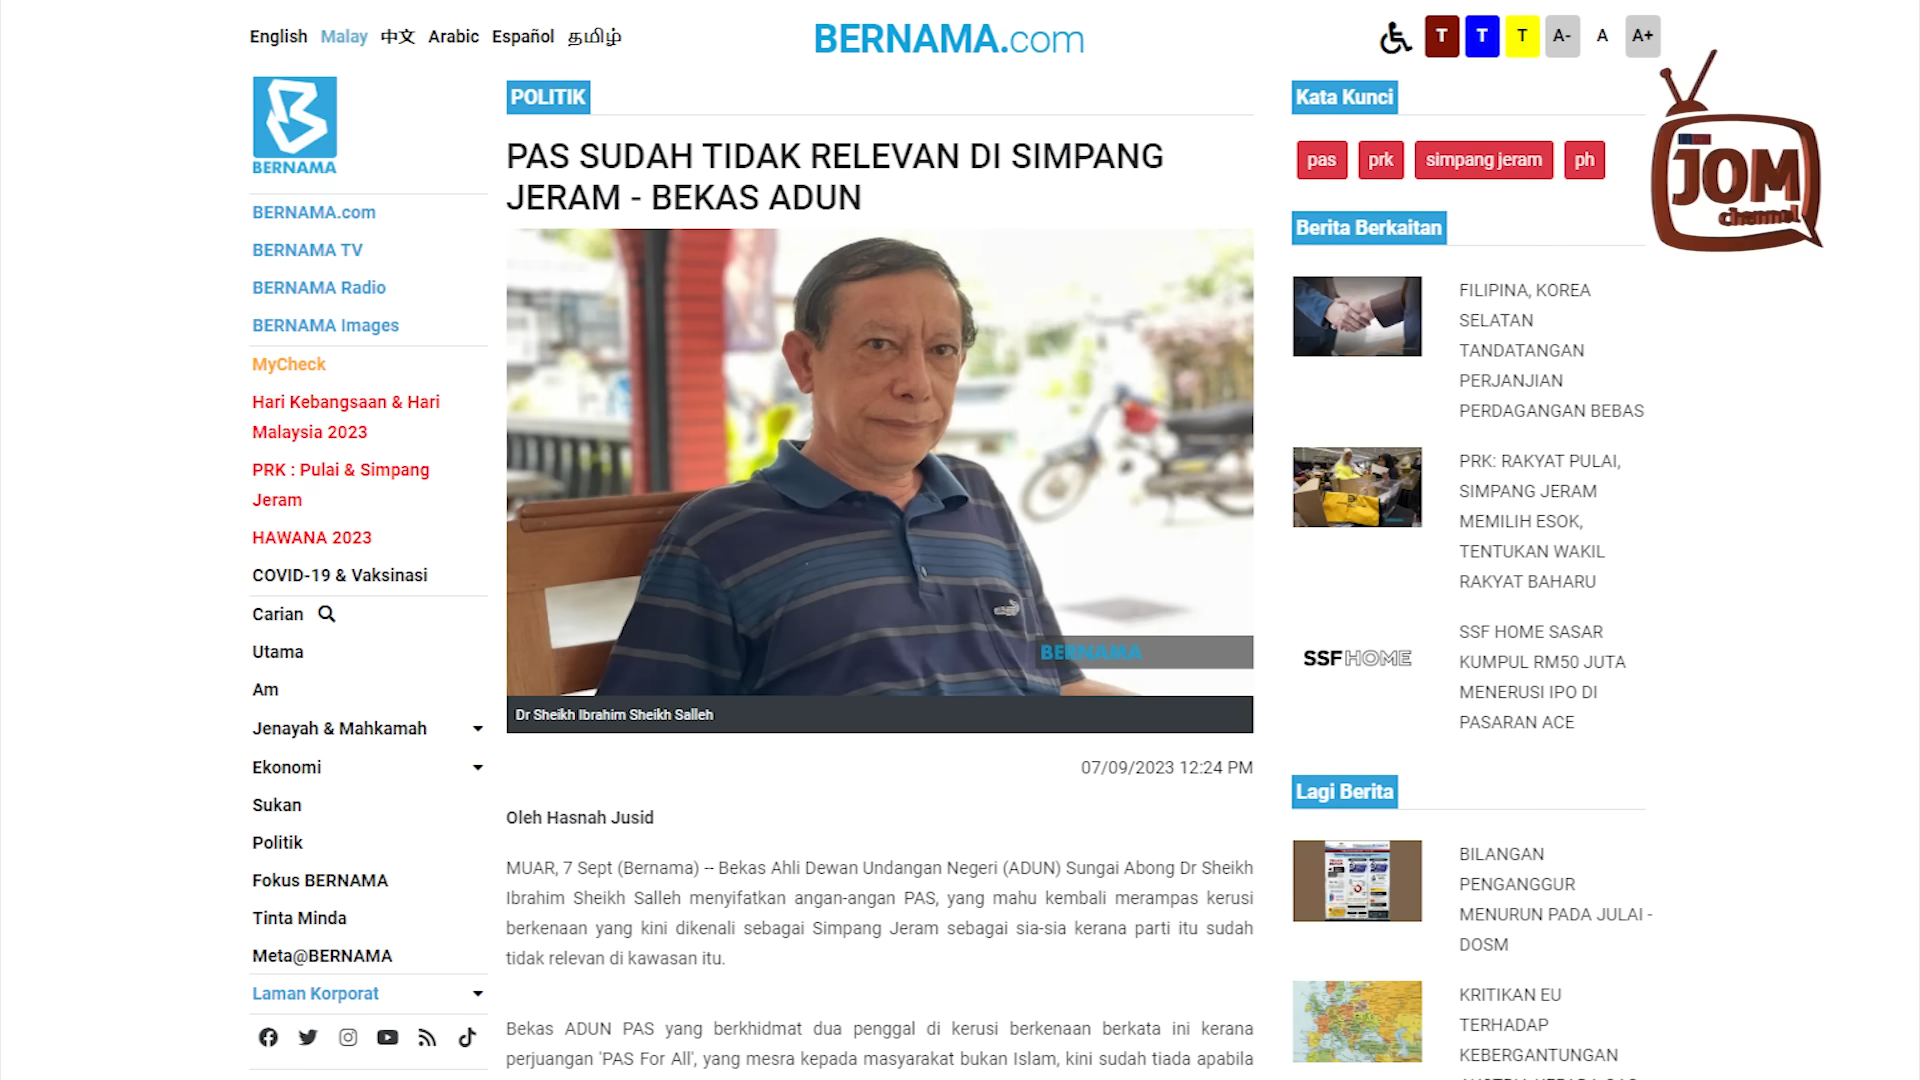 English Malay 中文 Arabic Español தமிழ்
BERNAMA.com
T T T A- A A+
BERNAMA
BERNAMA.com
BERNAMA TV
BERNAMA Radio
BERNAMA Images
MyCheck
Hari Kebangsaan & Hari
Malaysia 2023
PRK : Pulai & Simpang
Jeram
HAWANA 2023
COVID-19 & Vaksinasi
Carian
Utama
Am
Jenayah & Mahkamah
Ekonomi
Sukan
Politik
Fokus BERNAMA
Tinta Minda
Meta@BERNAMA
Laman Korporat
POLITIK
PAS SUDAH TIDAK RELEVAN DI SIMPANG
JERAM - BEKAS ADUN
BERNAMA
Dr Sheikh Ibrahim Sheikh Salleh
07/09/2023 12:24 PM
Oleh Hasnah Jusid
MUAR, 7 Sept (Bernama) -- Bekas Ahli Dewan Undangan Negeri (ADUN) Sungai Abong Dr Sheikh
Ibrahim Sheikh Salleh menyifatkan angan-angan PAS, yang mahu kembali merampas kerusi
berkenaan yang kini dikenali sebagai Simpang Jeram sebagai sia-sia kerana parti itu sudah
tidak relevan di kawasan itu.
Bekas ADUN PAS yang berkhidmat dua penggal di kerusi berkenaan berkata ini kerana
perjuangan 'PAS For All', yang mesra kepada masyarakat bukan Islam, kini sudah tiada apabila
Kata Kunci
pas prk simpang jeram ph
JOM
channel
Berita Berkaitan
FILIPINA, KOREA
SELATAN
TANDATANGAN
PERJANJIAN
PERDAGANGAN BEBAS
PRK: RAKYAT PULAI,
SIMPANG JERAM
MEMILIH ESOK,
TENTUKAN WAKIL
RAKYAT BAHARU
SSF HOME
SSF HOME SASAR
KUMPUL RM50 JUTA
MENERUSI IPO DI
PASARAN ACE
Lagi Berita
BILANGAN
PENGANGGUR
MENURUN PADA JULAI -
DOSM
KRITIKAN EU
TERHADAP
KEBERGANTUNGAN